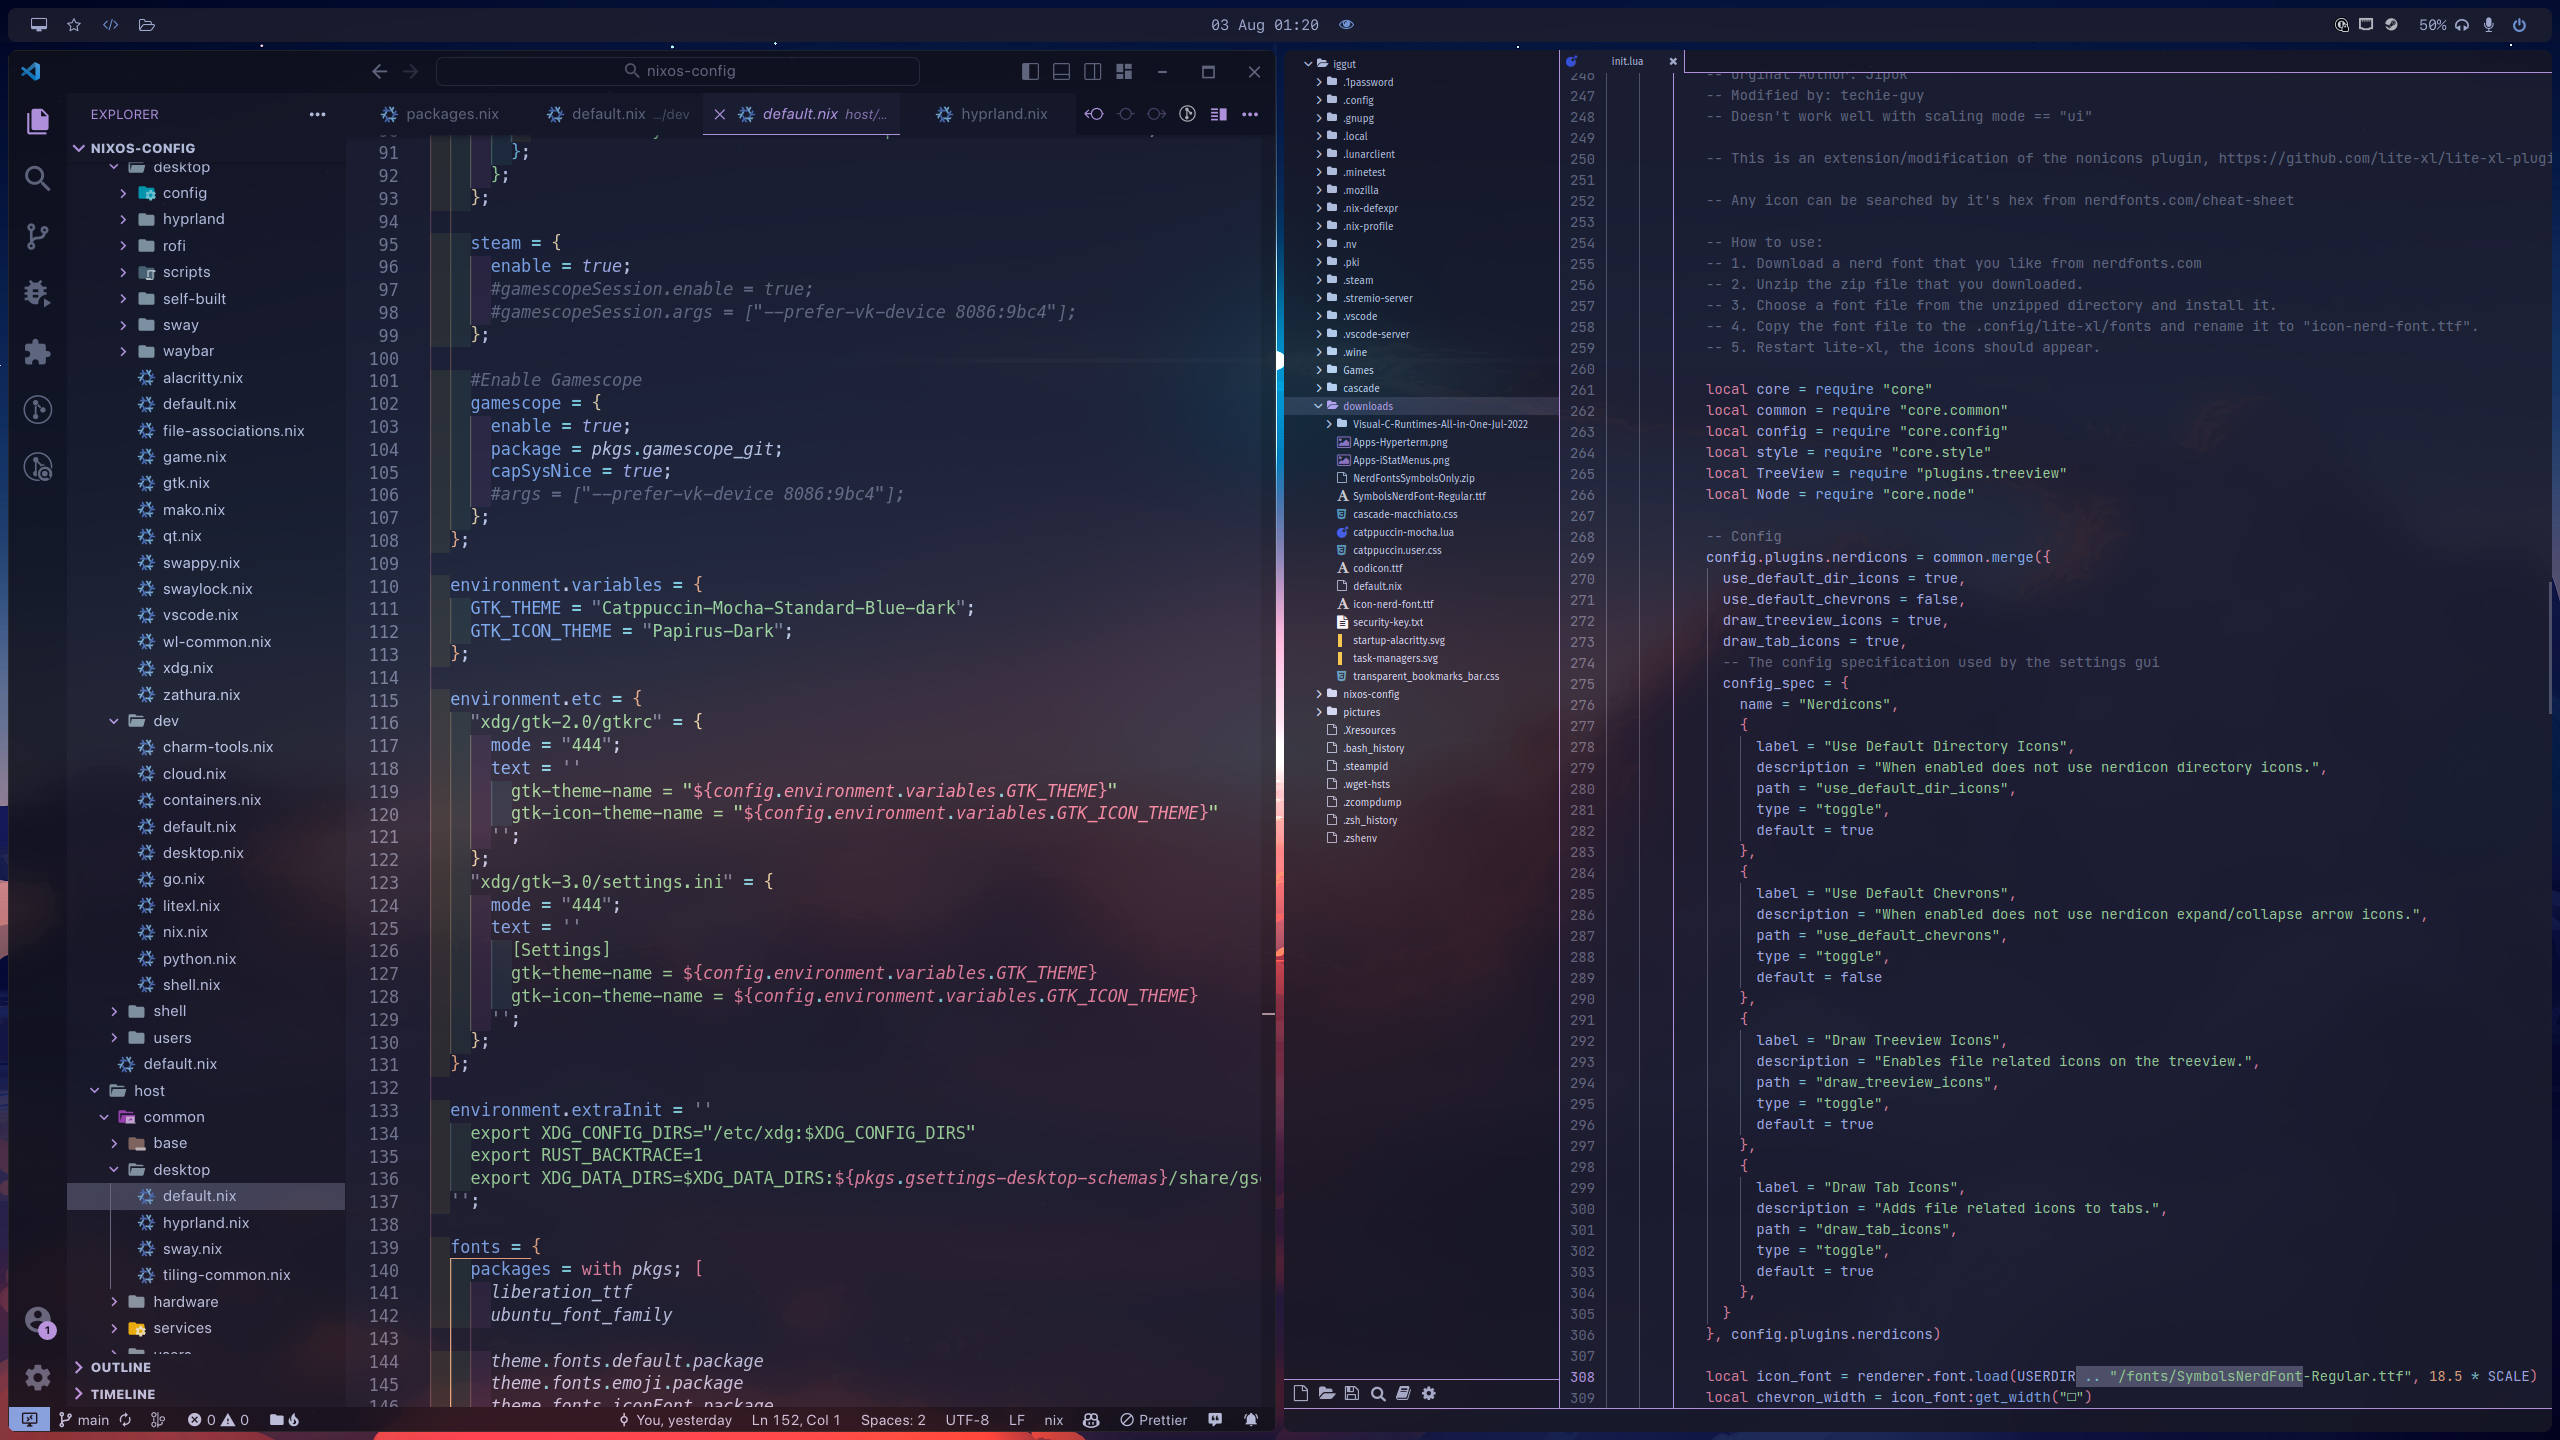 03 Aug 01:20
50%
nixos-config
EXPLORER
NIXOS-CONFIG
desktop
config
hyprland
rofi
scripts
self-built
sway
waybar
alacritty.nix
default.nix
file-associations.nix
game.nix
gtk.nix
mako.nix
qt.nix
swappy.nix
swaylock.nix
vscode.nix
wl-common.nix
xdg.nix
zathura.nix
dev
charm-tools.nix
cloud.nix
containers.nix
default.nix
desktop.nix
go.nix
litexl.nix
nix.nix
python.nix
shell.nix
shell
users
default.nix
host
common
base
desktop
default.nix
hyprland.nix
sway.nix
tiling-common.nix
hardware
services
OUTLINE
TIMELINE
packages.nix
default.nix .../dev
default.nix host/...
hyprland.nix
91 };
92 };
93 };
94
95 steam = {
96 enable = true;
97 #gamescopeSession.enable = true;
98 #gamescopeSession.args = ["--prefer-vk-device 8086:9bc4"];
99 };
100
101 #Enable Gamescope
102 gamescope = {
103 enable = true;
104 package = pkgs.gamescope_git;
105 capSysNice = true;
106 #args = ["--prefer-vk-device 8086:9bc4"];
107 };
108 };
109
110 environment.variables = {
111 GTK_THEME = "Catppuccin-Mocha-Standard-Blue-dark";
112 GTK_ICON_THEME = "Papirus-Dark";
113 };
114
115 environment.etc = {
116 "xdg/gtk-2.0/gtkrc" = {
117 mode = "444";
118 text = ''
119 gtk-theme-name = "${config.environment.variables.GTK_THEME}"
120 gtk-icon-theme-name = "${config.environment.variables.GTK_ICON_THEME}"
121 '';
122 };
123 "xdg/gtk-3.0/settings.ini" = {
124 mode = "444";
125 text = ''
126 [Settings]
127 gtk-theme-name = ${config.environment.variables.GTK_THEME}
128 gtk-icon-theme-name = ${config.environment.variables.GTK_ICON_THEME}
129 '';
130 };
131 };
132
133 environment.extraInit = ''
134 export XDG_CONFIG_DIRS="/etc/xdg:$XDG_CONFIG_DIRS"
135 export RUST_BACKTRACE=1
136 export XDG_DATA_DIRS=$XDG_DATA_DIRS:${pkgs.gsettings-desktop-schemas}/share/gs
137 '';
138
139 fonts = {
140 packages = with pkgs; [
141 liberation_ttf
142 ubuntu_font_family
143
144 theme.fonts.default.package
145 theme.fonts.emoji.package
146 theme.fonts.iconFont.package
1
main
0 0
You, yesterday
Ln 152, Col 1
Spaces: 2
UTF-8
LF
nix
Prettier
iggut
.1password
.config
.gnupg
.local
.lunarclient
.minetest
.mozilla
.nix-defexpr
.nix-profile
.nv
.pki
.steam
.stremio-server
.vscode
.vscode-server
.wine
Games
cascade
downloads
Visual-C-Runtimes-All-in-One-Jul-2022
Apps-Hyperterm.png
Apps-iStatMenus.png
NerdFontsSymbolsOnly.zip
SymbolsNerdFont-Regular.ttf
cascade-macchiato.css
catppuccin-mocha.lua
catppuccin.user.css
codicon.ttf
default.nix
icon-nerd-font.ttf
security-key.txt
startup-alacritty.svg
task-managers.svg
transparent_bookmarks_bar.css
nixos-config
pictures
.Xresources
.bash_history
.steampid
.wget-hsts
.zcompdump
.zsh_history
.zshenv
init.lua
246 -- Orginal Author: Jipok
247 -- Modified by: techie-guy
248 -- Doesn't work well with scaling mode == "ui"
249
250 -- This is an extension/modification of the nonicons plugin, https://github.com/lite-xl/lite-xl-plugi
251
252 -- Any icon can be searched by it's hex from nerdfonts.com/cheat-sheet
253
254 -- How to use:
255 -- 1. Download a nerd font that you like from nerdfonts.com
256 -- 2. Unzip the zip file that you downloaded.
257 -- 3. Choose a font file from the unzipped directory and install it.
258 -- 4. Copy the font file to the .config/lite-xl/fonts and rename it to "icon-nerd-font.ttf".
259 -- 5. Restart lite-xl, the icons should appear.
260
261 local core = require "core"
262 local common = require "core.common"
263 local config = require "core.config"
264 local style = require "core.style"
265 local TreeView = require "plugins.treeview"
266 local Node = require "core.node"
267
268 -- Config
269 config.plugins.nerdicons = common.merge({
270 use_default_dir_icons = true,
271 use_default_chevrons = false,
272 draw_treeview_icons = true,
273 draw_tab_icons = true,
274 -- The config specification used by the settings gui
275 config_spec = {
276 name = "Nerdicons",
277 {
278 label = "Use Default Directory Icons",
279 description = "When enabled does not use nerdicon directory icons.",
280 path = "use_default_dir_icons",
281 type = "toggle",
282 default = true
283 },
284 {
285 label = "Use Default Chevrons",
286 description = "When enabled does not use nerdicon expand/collapse arrow icons.",
287 path = "use_default_chevrons",
288 type = "toggle",
289 default = false
290 },
291 {
292 label = "Draw Treeview Icons",
293 description = "Enables file related icons on the treeview.",
294 path = "draw_treeview_icons",
295 type = "toggle",
296 default = true
297 },
298 {
299 label = "Draw Tab Icons",
300 description = "Adds file related icons to tabs.",
301 path = "draw_tab_icons",
302 type = "toggle",
303 default = true
304 },
305 }
306 }, config.plugins.nerdicons)
307
308 local icon_font = renderer.font.load(USERDIR .. "/fonts/SymbolsNerdFont-Regular.ttf", 18.5 * SCALE)
309 local chevron_width = icon_font:get_width("□")